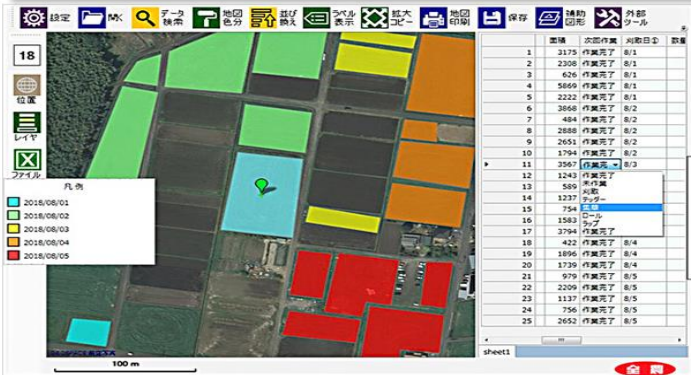 設定 開く データ検索 地図色分 並び換え ラベル表示 拡大コピー 地図印刷 保存 補助図形 外部ツール
18
位置
レイヤ
ファイル
凡例
2018/08/01
2018/08/02
2018/08/03
2018/08/04
2018/08/05
100 m
面積 次回作業 刈取日① 数量
1 3175 作業完了 8/1
2 2308 作業完了 8/1
3 626 作業完了 8/1
4 5869 作業完了 8/1
5 2222 作業完了 8/1
6 3868 作業完了 8/2
7 484 作業完了 8/2
8 2888 作業完了 8/2
9 2651 作業完了 8/2
10 1794 作業完了 8/2
11 3567 作業完 8/3
12 1243 作業完了
13 589 未作業
刈取
14 1237 テッダー
15 754
ロール
16 1583 ラップ
17 3794 作業完了
18 422 作業完了 8/4
19 1896 作業完了 8/4
20 1739 作業完了 8/4
21 979 作業完了 8/5
22 2209 作業完了 8/5
23 1137 作業完了 8/5
24 756 作業完了 8/5
25 2652 作業完了 8/5
sheet1